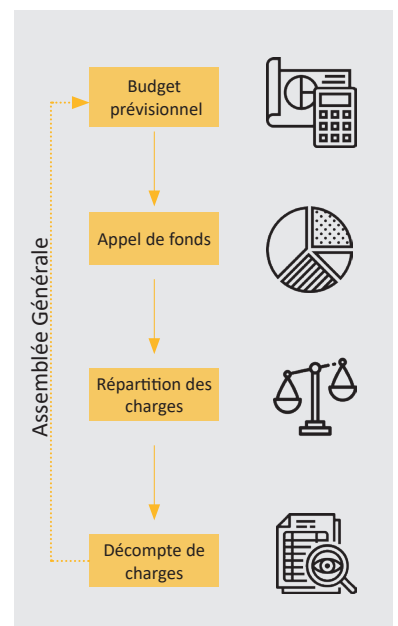 Budget
prévisionnel
Appel de fonds
Répartition des
charges
Décompte de
charges
Assemblée Générale